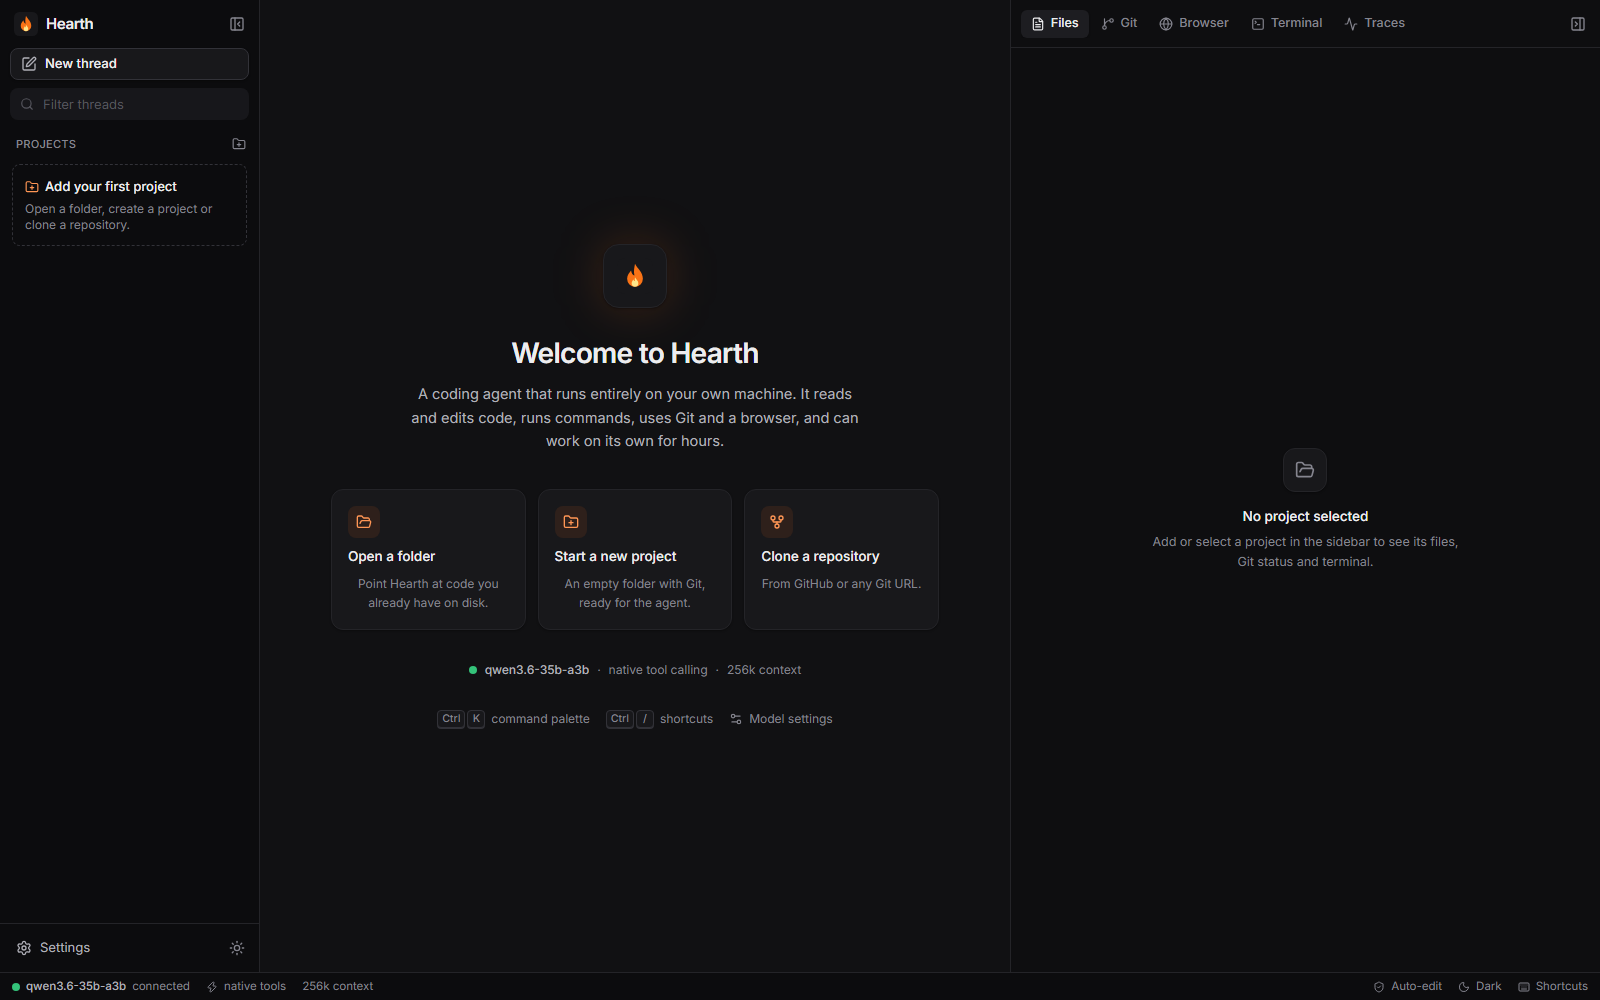 Hearth
New thread
Filter threads
PROJECTS
Add your first project
Open a folder, create a project or
clone a repository.
Settings
Welcome to Hearth
A coding agent that runs entirely on your own machine. It reads
and edits code, runs commands, uses Git and a browser, and can
work on its own for hours.
Open a folder
Point Hearth at code you
already have on disk.
Start a new project
An empty folder with Git,
ready for the agent.
Clone a repository
From GitHub or any Git URL.
qwen3.6-35b-a3b · native tool calling · 256k context
Ctrl K command palette Ctrl / shortcuts Model settings
Files Git Browser Terminal Traces
No project selected
Add or select a project in the sidebar to see its files,
Git status and terminal.
qwen3.6-35b-a3b connected native tools 256k context Auto-edit Dark Shortcuts